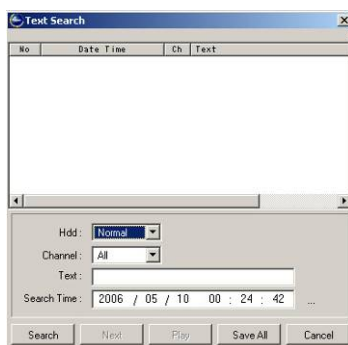 Text Search
No Date Time Ch Text
Hdd : Normal
Channel : All
Text :
Search Time : 2006 / 05 / 10 00 : 24 : 42 ...
Search Next Play Save All Cancel